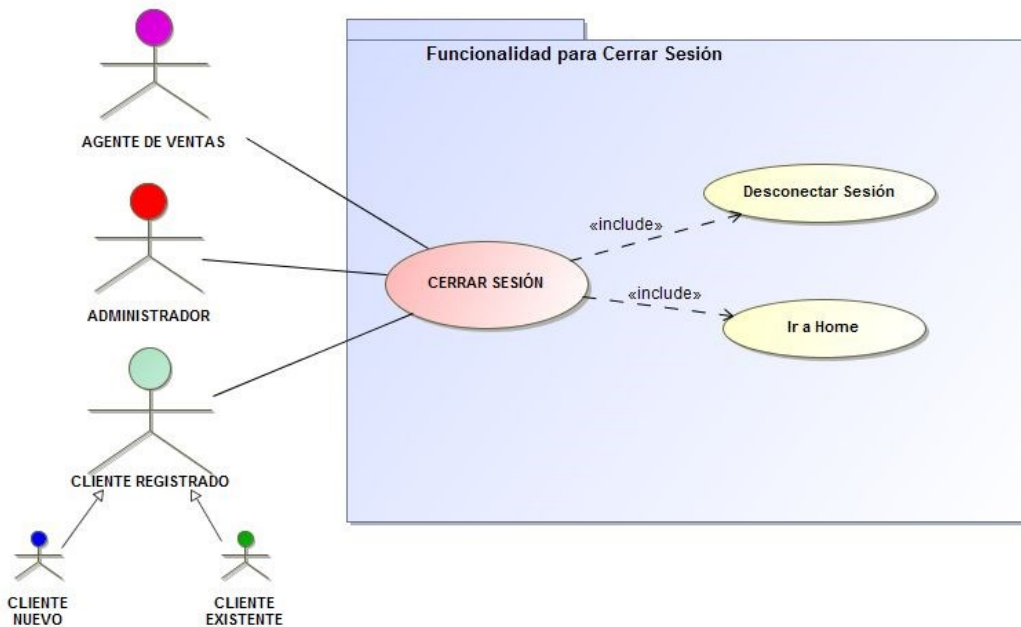 Funcionalidad para Cerrar Sesión
AGENTE DE VENTAS
Desconectar Sesión
«include»
CERRAR SESIÓN
«include»
ADMINISTRADOR
Ir a Home
CLIENTE REGISTRADO
CLIENTE
NUEVO
CLIENTE
EXISTENTE